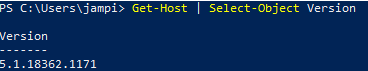 PS C:\Users\jampi> Get-Host | Select-Object Version
Version
-------
5.1.18362.1171